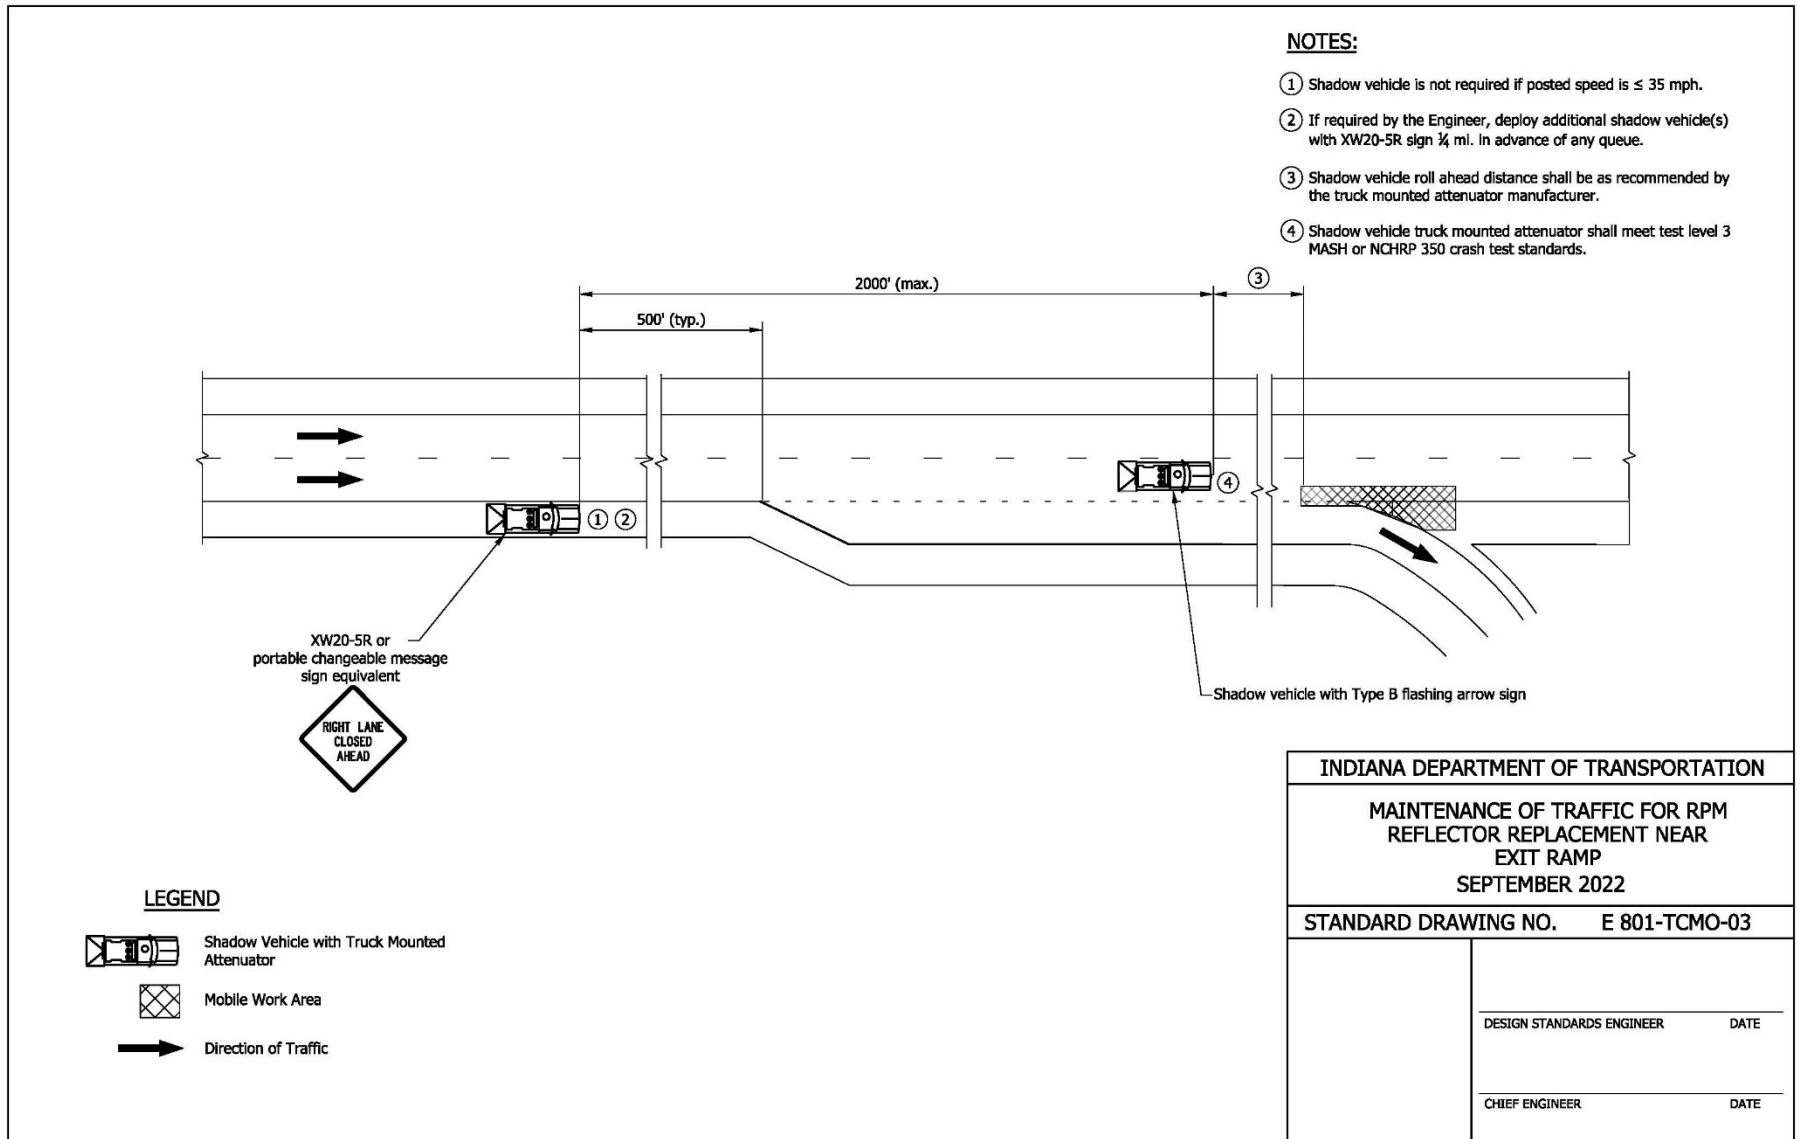 NOTES:
1 Shadow vehicle is not required if posted speed is ≤ 35 mph.
2 If required by the Engineer, deploy additional shadow vehicle(s)
with XW20-5R sign ¼ mi. in advance of any queue.
3 Shadow vehicle roll ahead distance shall be as recommended by
the truck mounted attenuator manufacturer.
4 Shadow vehicle truck mounted attenuator shall meet test level 3
MASH or NCHRP 350 crash test standards.
2000' (max.)
3
500' (typ.)
4
1 2
XW20-5R or
portable changeable message
sign equivalent
RIGHT LANE
CLOSED
AHEAD
Shadow vehicle with Type B flashing arrow sign
LEGEND
Shadow Vehicle with Truck Mounted
Attenuator
Mobile Work Area
Direction of Traffic
INDIANA DEPARTMENT OF TRANSPORTATION
MAINTENANCE OF TRAFFIC FOR RPM
REFLECTOR REPLACEMENT NEAR
EXIT RAMP
SEPTEMBER 2022
STANDARD DRAWING NO. E 801-TCMO-03
DESIGN STANDARDS ENGINEER DATE
CHIEF ENGINEER DATE